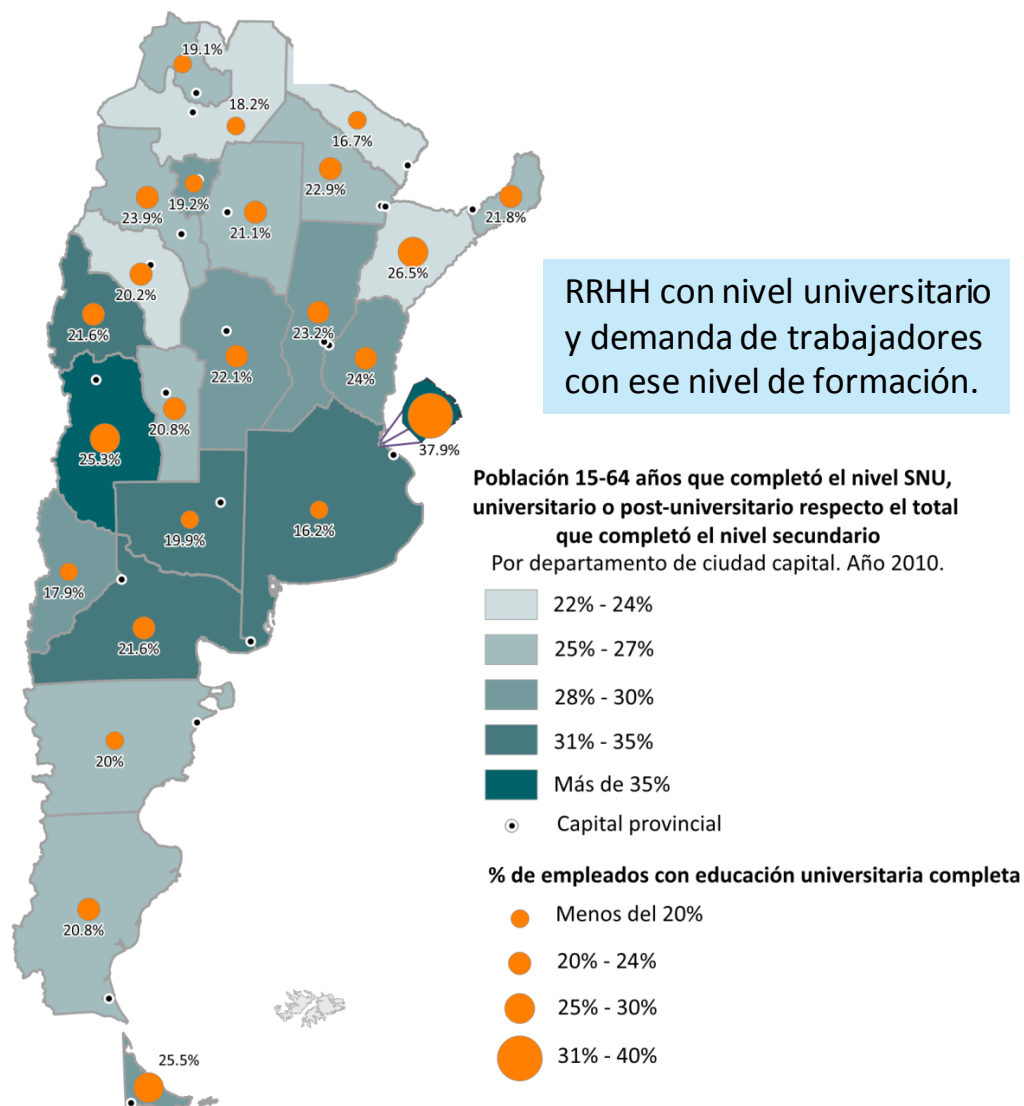 19.1%
18.2%
16.7%
22.9%
19.2%
23.9%
21.1%
21.8%
26.5%
20.2%
21.6%
23.2%
22.1%
24%
20.8%
25.3%
37.9%
16.2%
19.9%
17.9%
21.6%
20%
20.8%
25.5%
RRHH con nivel universitario
y demanda de trabajadores
con ese nivel de formación.
Población 15-64 años que completó el nivel SNU,
universitario o post-universitario respecto el total
que completó el nivel secundario
Por departamento de ciudad capital. Año 2010.
22% - 24%
25% - 27%
28% - 30%
31% - 35%
Más de 35%
Capital provincial
% de empleados con educación universitaria completa
Menos del 20%
20% - 24%
25% - 30%
31% - 40%